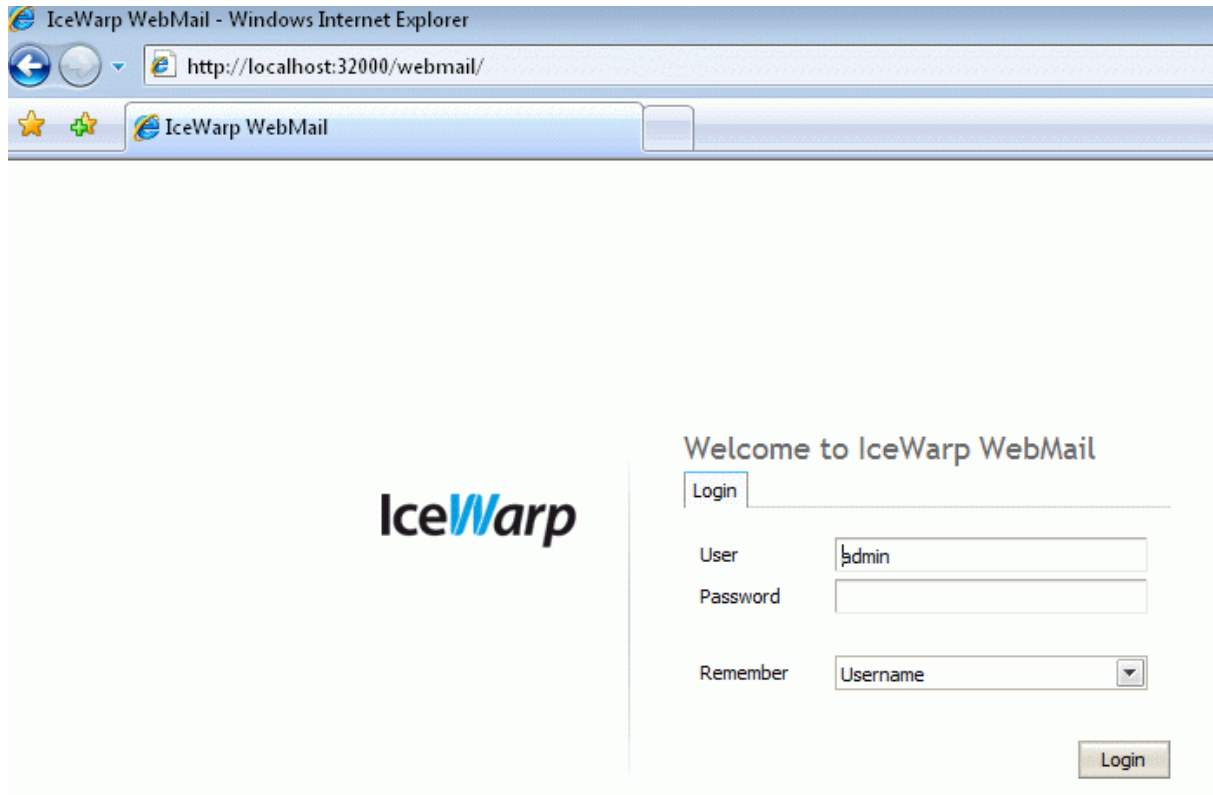 IceWarp WebMail - Windows Internet Explorer
http://localhost:32000/webmail/
IceWarp WebMail
Welcome to IceWarp WebMail
Login
IceWarp
User admin
Password
Remember Username
Login